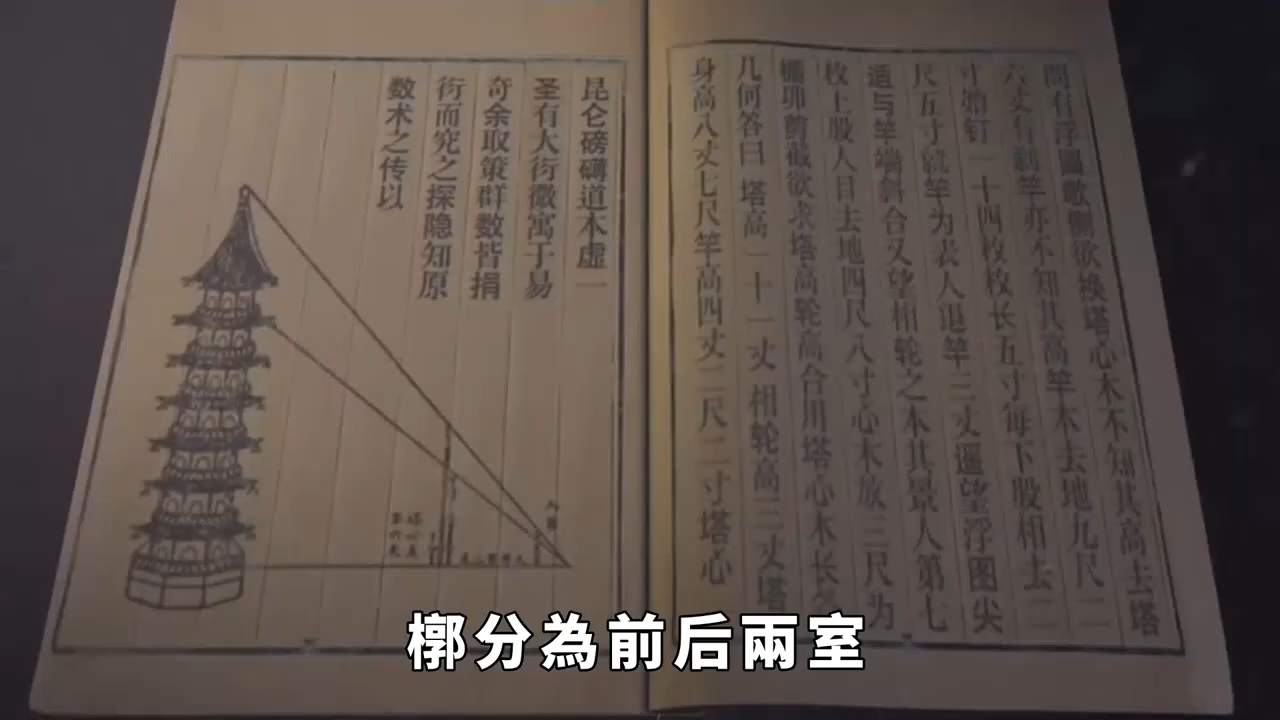 問有浮圖欹側欲换塔心木不知其高去塔
六丈有刹竿亦不知其高竿木去地九尺二
寸始钉一十四枚枚长五寸每下股相去二
尺五寸就竿为表人退竿三丈遥望浮图尖
适与竿端斜合又望相轮之本其景人第七
枚上股人目去地四尺八寸心木放三尺为
楯卯剪截欲求塔高轮高合用塔心木长各
几何答曰 塔高一十一丈 相轮高三丈塔
身高八丈七尺竿高四丈二尺二寸塔心
昆仑磅礴道本虚一
圣有大衍微寓于易
奇余取策群数皆捐
衍而究之探隐知原
数术之传以
槨分為前后兩室